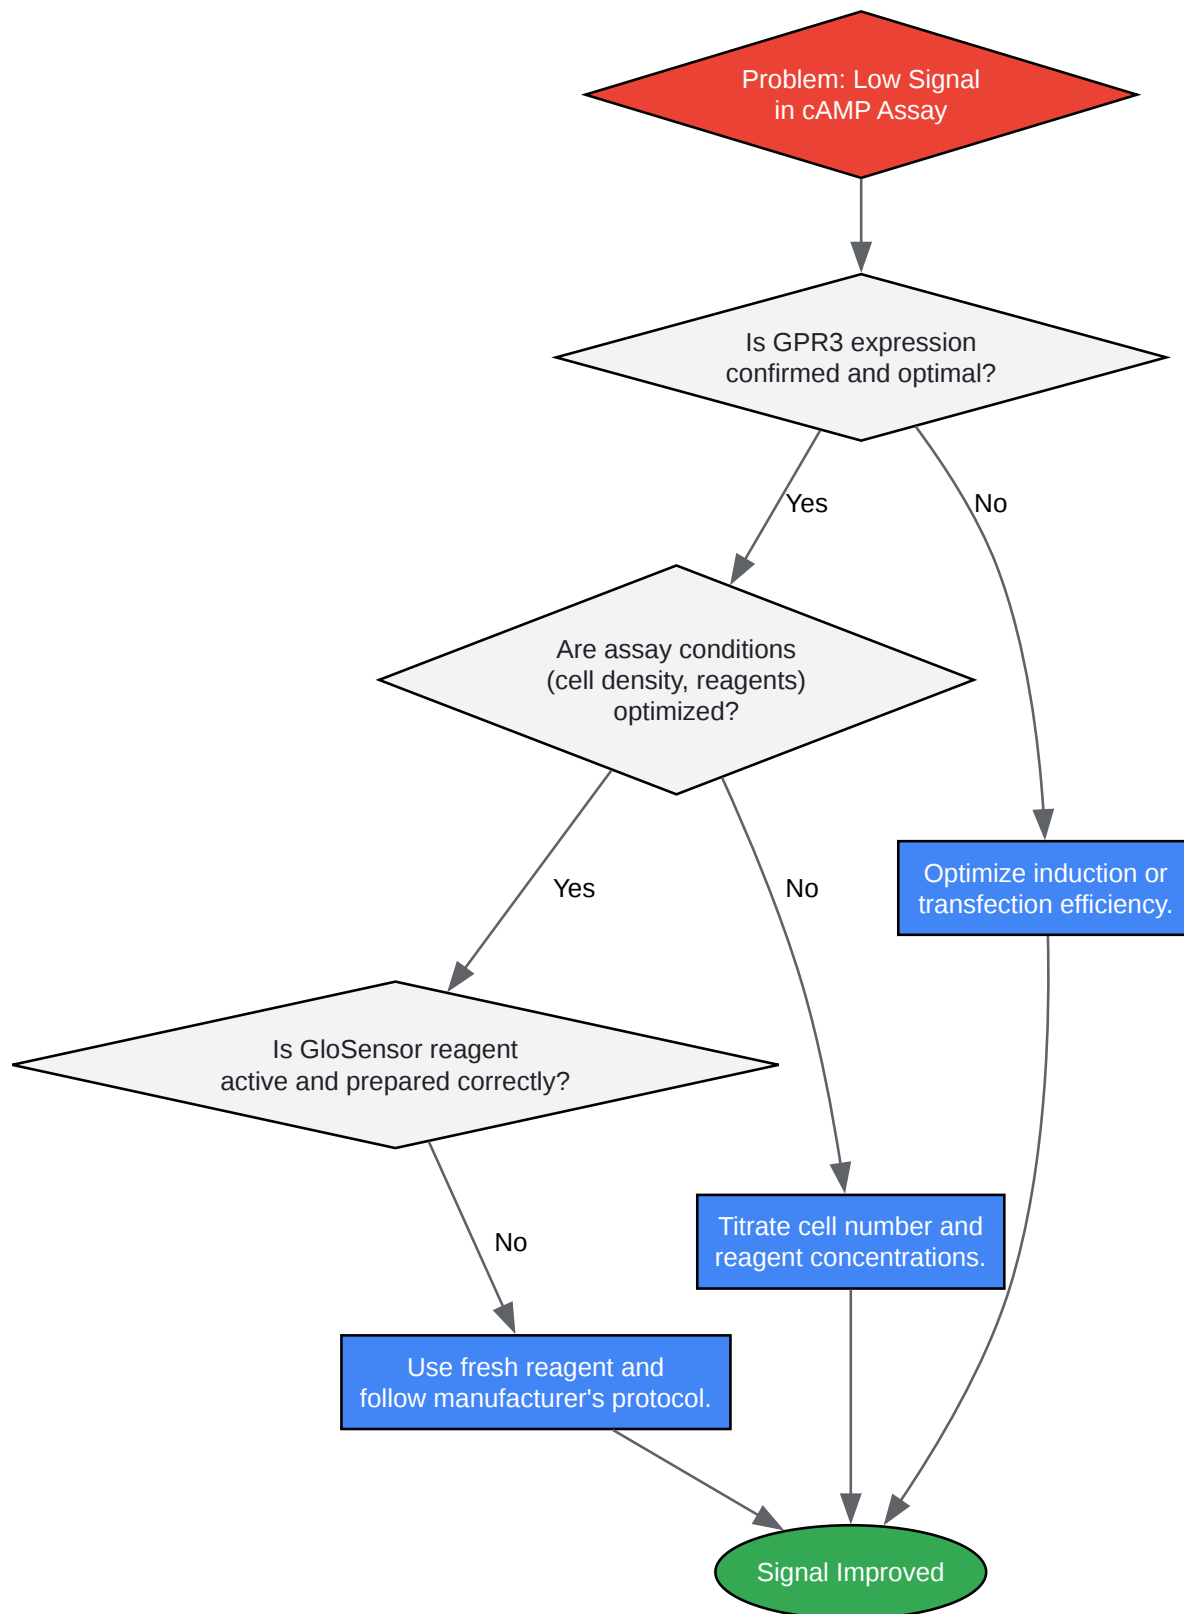 Problem: Low Signal
in cAMP Assay
Is GPR3 expression
confirmed and optimal?
Yes
No
Are assay conditions
(cell density, reagents)
optimized?
Optimize induction or
transfection efficiency.
Yes
No
Is GloSensor reagent
active and prepared correctly?
Titrate cell number and
reagent concentrations.
No
Use fresh reagent and
follow manufacturer's protocol.
Signal Improved